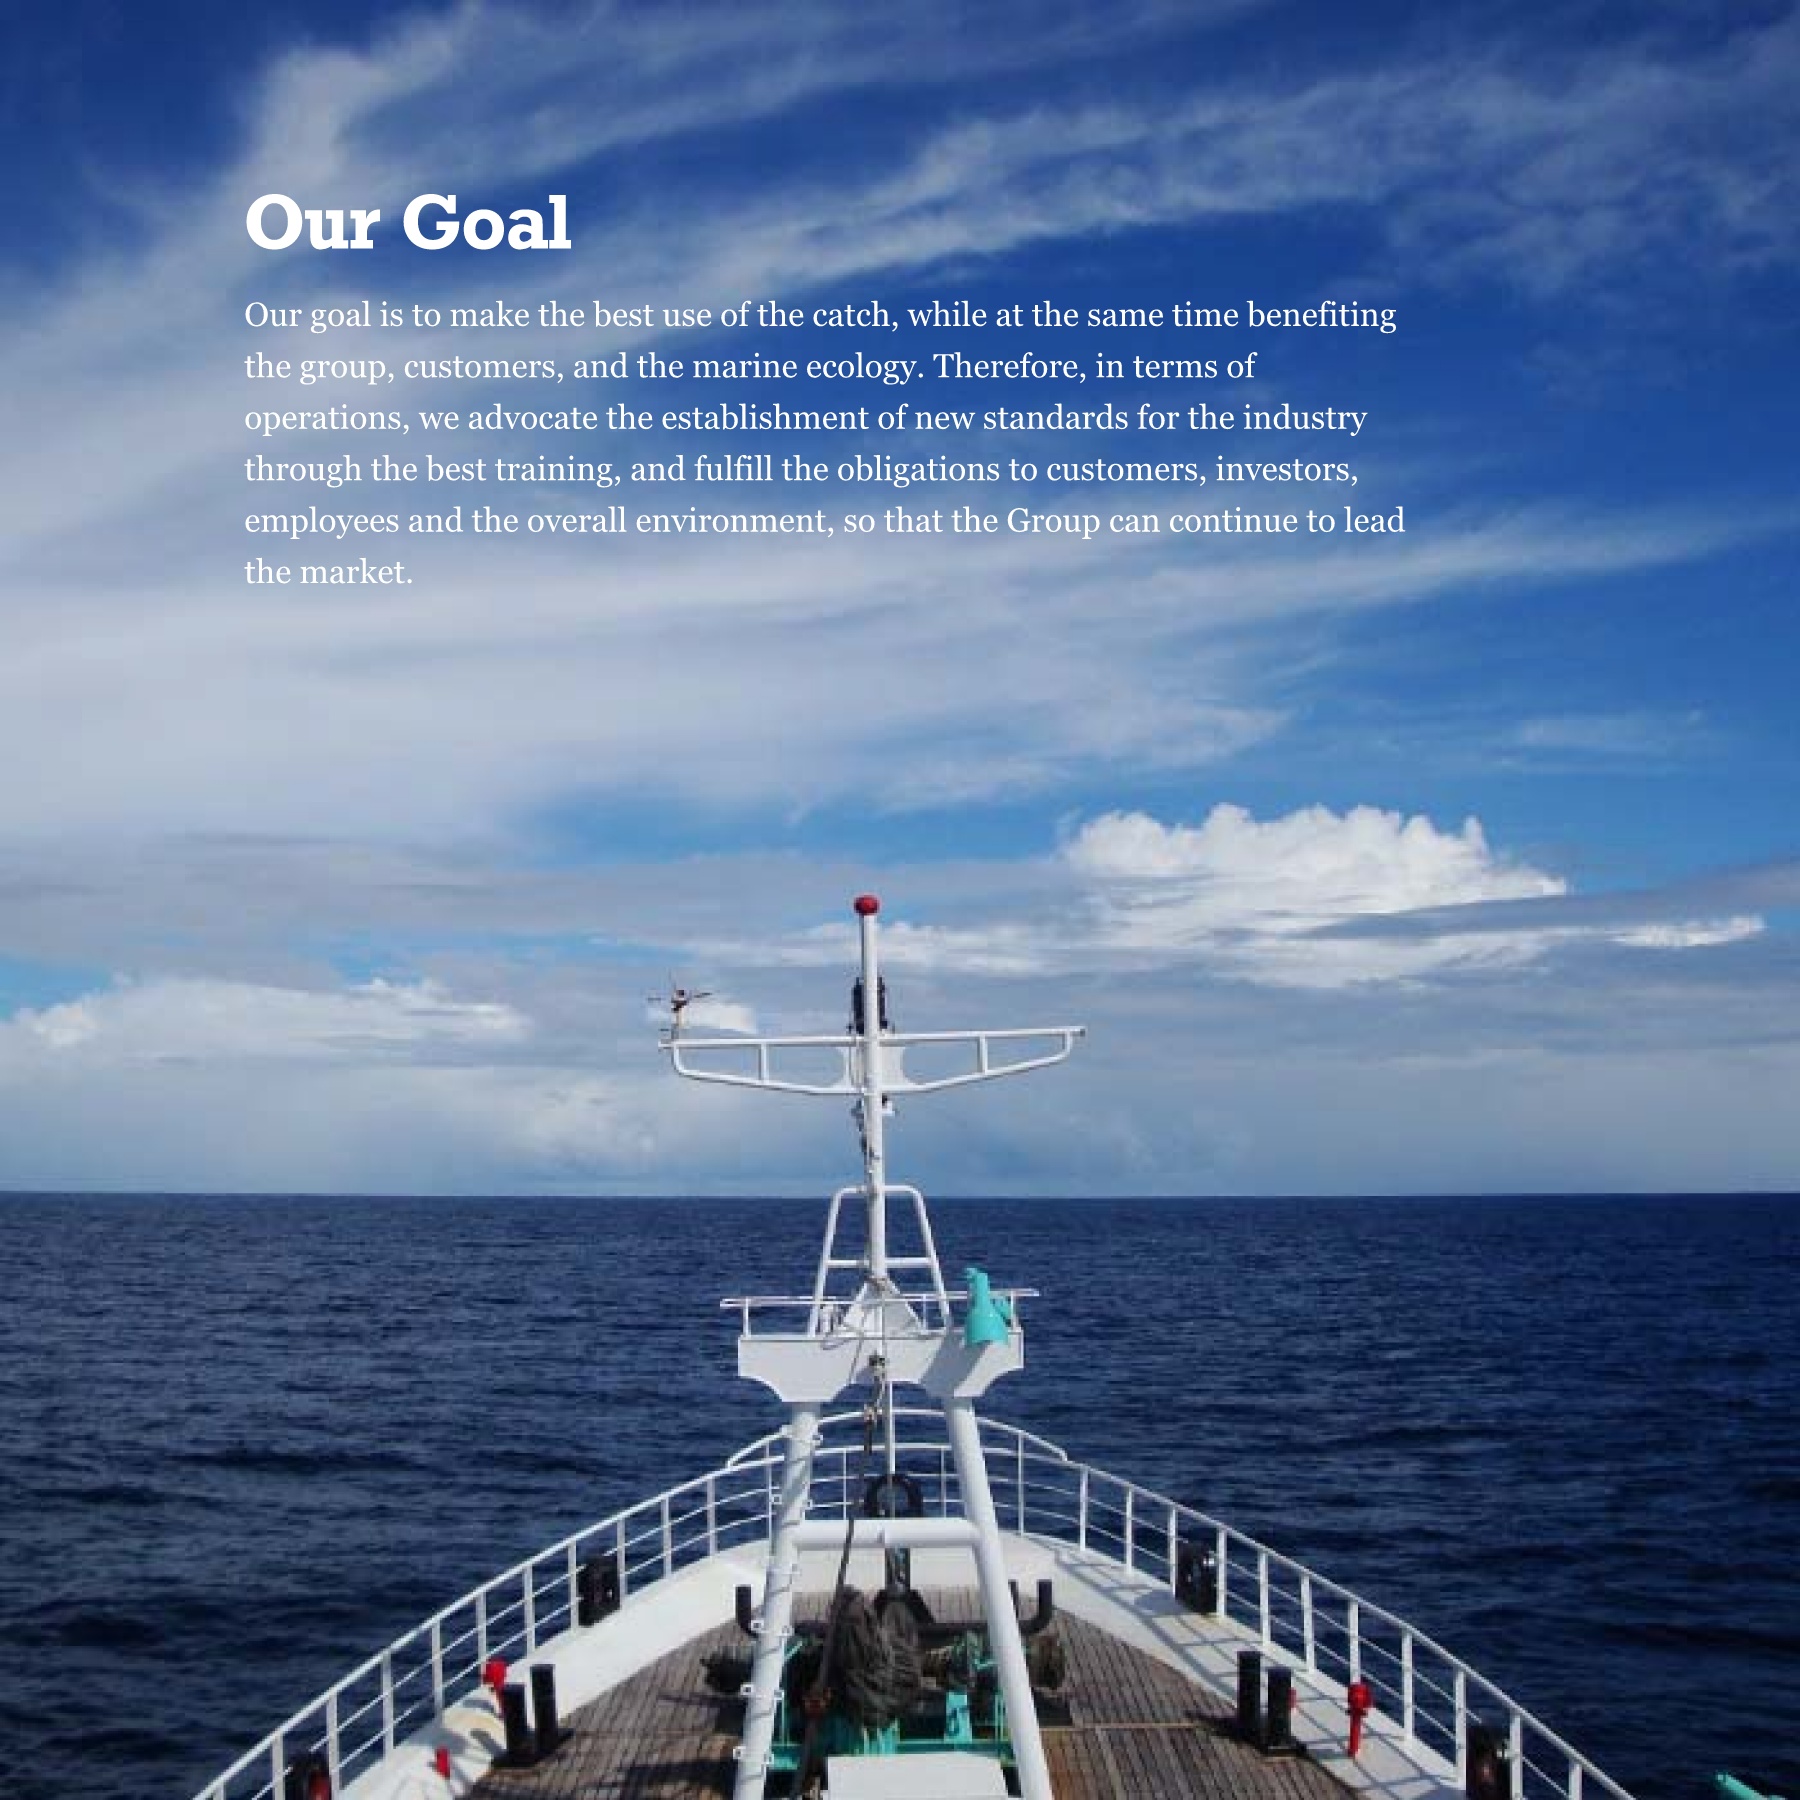 Our Goal
Our goal is to make the best use of the catch, while at the same time benefiting
the group, customers, and the marine ecology. Therefore, in terms of
operations, we advocate the establishment of new standards for the industry
through the best training, and fulfill the obligations to customers, investors,
employees and the overall environment, so that the Group can continue to lead
the market.